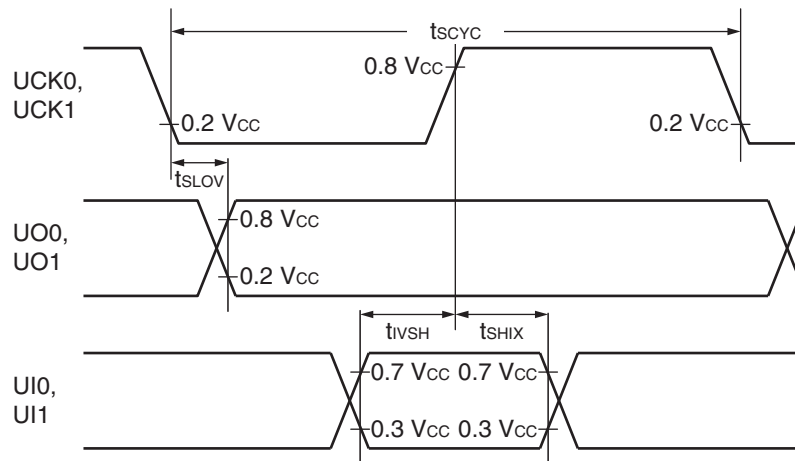 tSCYC
UCK0,
UCK1
0.8 VCC
0.2 VCC
0.2 VCC
tSLOV
UO0,
UO1
0.8 VCC
0.2 VCC
tIVSH
tSHIX
UI0,
UI1
0.7 VCC
0.7 VCC
0.3 VCC
0.3 VCC